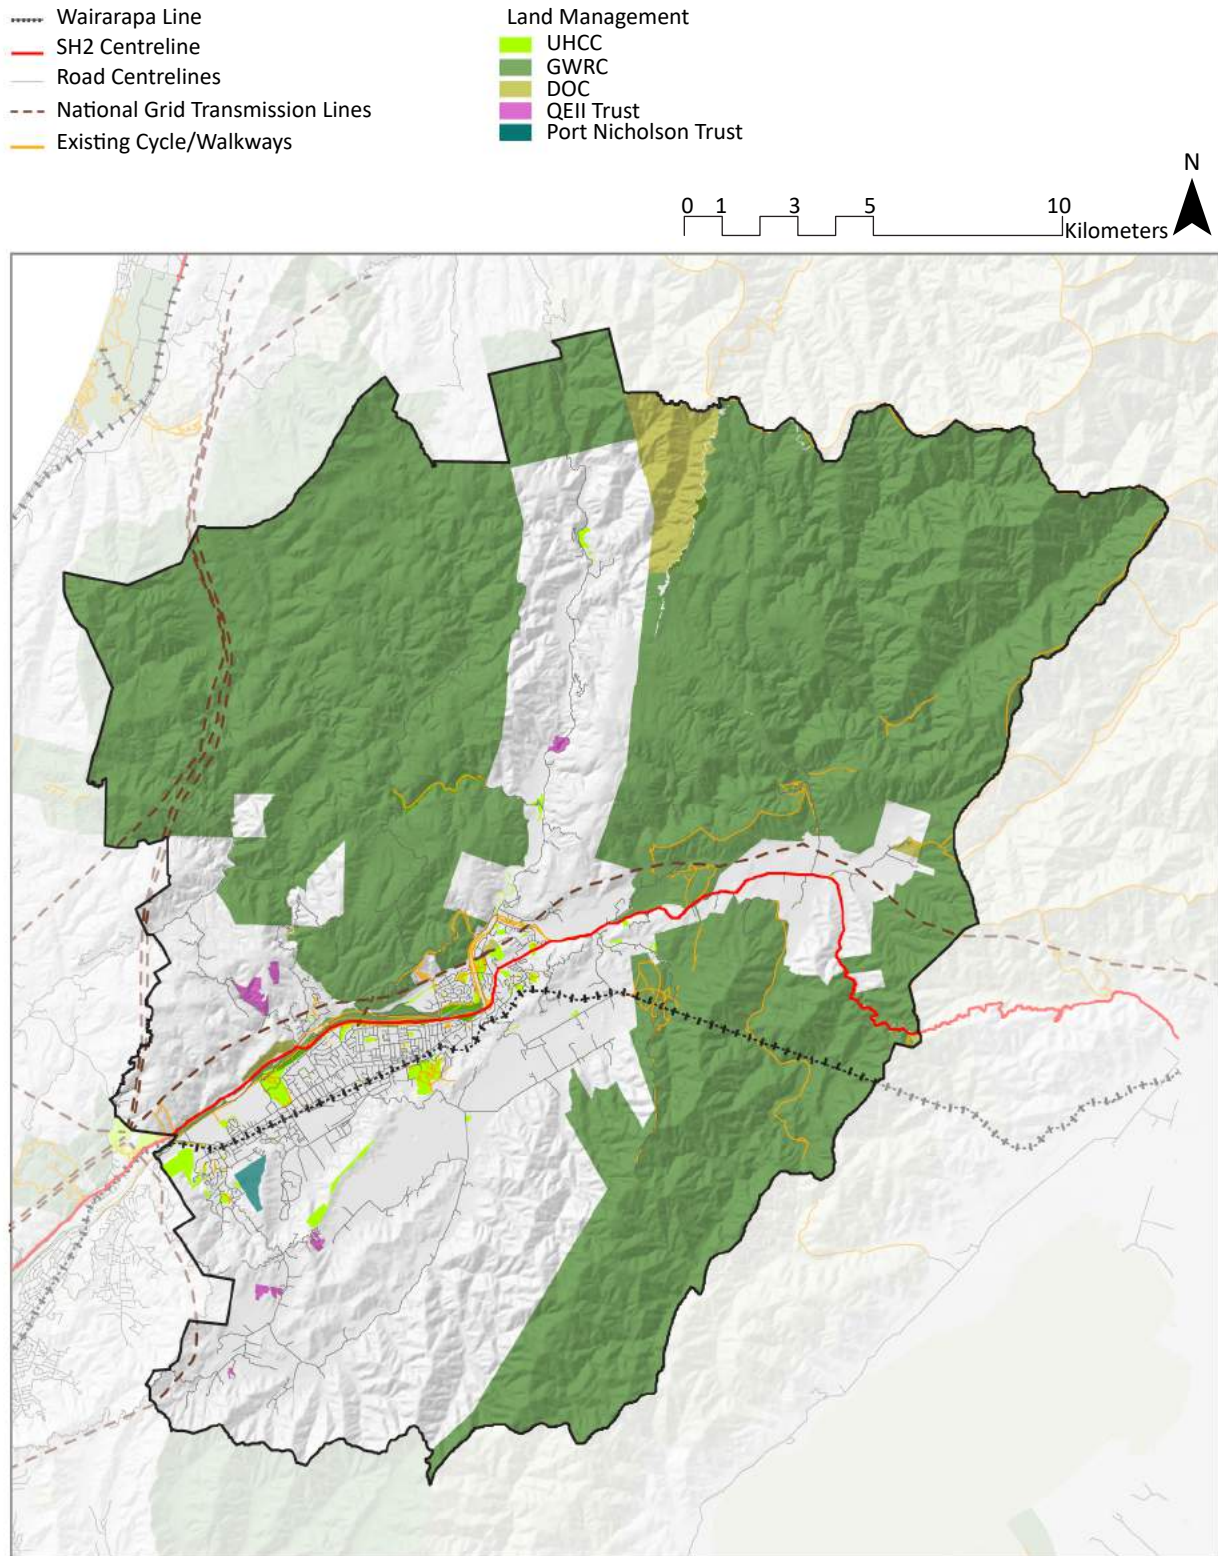 Wairarapa Line
SH2 Centreline
Road Centrelines
National Grid Transmission Lines
Existing Cycle/Walkways
Land Management
UHCC
GWRC
DOC
QEII Trust
Port Nicholson Trust
N
0 1 3 5 10
Kilometers